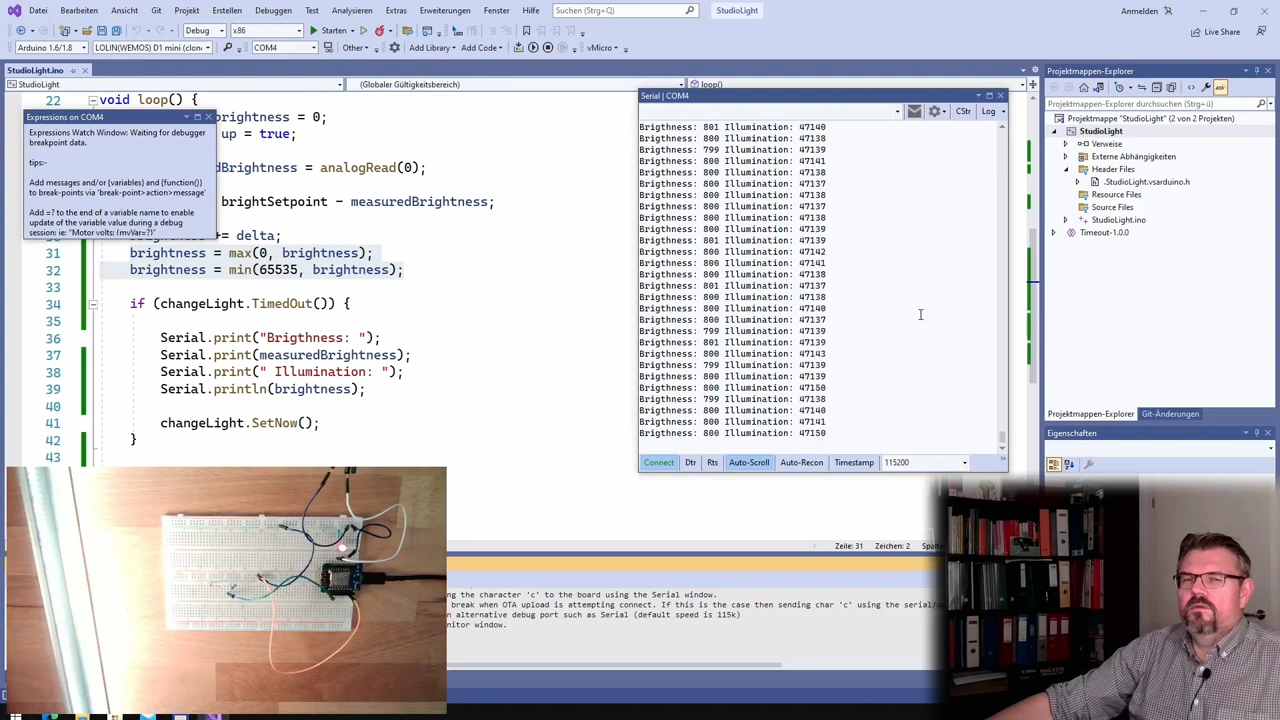 Datei Bearbeiten Ansicht Git Projekt Erstellen Debuggen Test Analysieren Extras Erweiterungen Fenster Hilfe Suchen (Strg+Q) StudioLight Anmelden
Debug x86 Starten Live Share
Arduino 1.6/1.8 LOLIN(WEMOS) D1 mini (clone) COM4 Other Add Library Add Code vMicro
StudioLight.ino
StudioLight (Globaler Gültigkeitsbereich) loop()
22 void loop() {
brightness = 0;
up = true;
dBrightness = analogRead(0);
brightSetpoint - measuredBrightness;
+= delta;
31 brightness = max(0, brightness);
32 brightness = min(65535, brightness);
33
34 if (changeLight.TimedOut()) {
35
36 Serial.print("Brigthness: ");
37 Serial.print(measuredBrightness);
38 Serial.print(" Illumination: ");
39 Serial.println(brightness);
40
41 changeLight.SetNow();
42 }
43
Expressions on COM4
Expressions Watch Window: Waiting for debugger
breakpoint data.
tips:-
Add messages and/or {variables} and {function()}
to break-points via 'break-point>action>message'
Add =? to the end of a variable name to enable
update of the variable value during a debug
session: ie: "Motor volts: {mvVar=?}"
Serial | COM4
CStr Log
Brigthness: 801 Illumination: 47140
Brigthness: 800 Illumination: 47138
Brigthness: 799 Illumination: 47139
Brigthness: 800 Illumination: 47141
Brigthness: 800 Illumination: 47138
Brigthness: 800 Illumination: 47137
Brigthness: 800 Illumination: 47138
Brigthness: 800 Illumination: 47137
Brigthness: 800 Illumination: 47138
Brigthness: 800 Illumination: 47139
Brigthness: 801 Illumination: 47139
Brigthness: 800 Illumination: 47142
Brigthness: 800 Illumination: 47141
Brigthness: 800 Illumination: 47138
Brigthness: 801 Illumination: 47137
Brigthness: 800 Illumination: 47138
Brigthness: 800 Illumination: 47140
Brigthness: 800 Illumination: 47137
Brigthness: 799 Illumination: 47139
Brigthness: 801 Illumination: 47139
Brigthness: 800 Illumination: 47143
Brigthness: 799 Illumination: 47139
Brigthness: 800 Illumination: 47139
Brigthness: 800 Illumination: 47150
Brigthness: 799 Illumination: 47138
Brigthness: 800 Illumination: 47140
Brigthness: 800 Illumination: 47141
Brigthness: 800 Illumination: 47150
Connect Dtr Rts Auto-Scroll Auto-Recon Timestamp 115200
Projektmappen-Explorer
Projektmappen-Explorer durchsuchen (Strg+ü)
Projektmappe "StudioLight" (2 von 2 Projekten)
StudioLight
Verweise
Externe Abhängigkeiten
Header Files
.StudioLight.vsarduino.h
Resource Files
Source Files
StudioLight.ino
Timeout-1.0.0
Projektmappen-Explorer Git-Änderungen
Eigenschaften
Zeile: 31 Zeichen: 2 Spalt
ng the character 'c' to the board using the Serial window.
break when OTA upload is attempting connect. If this is the case then sending char 'c' using the serial/d
n alternative debug port such as Serial (default speed is 115k)
nitor window.